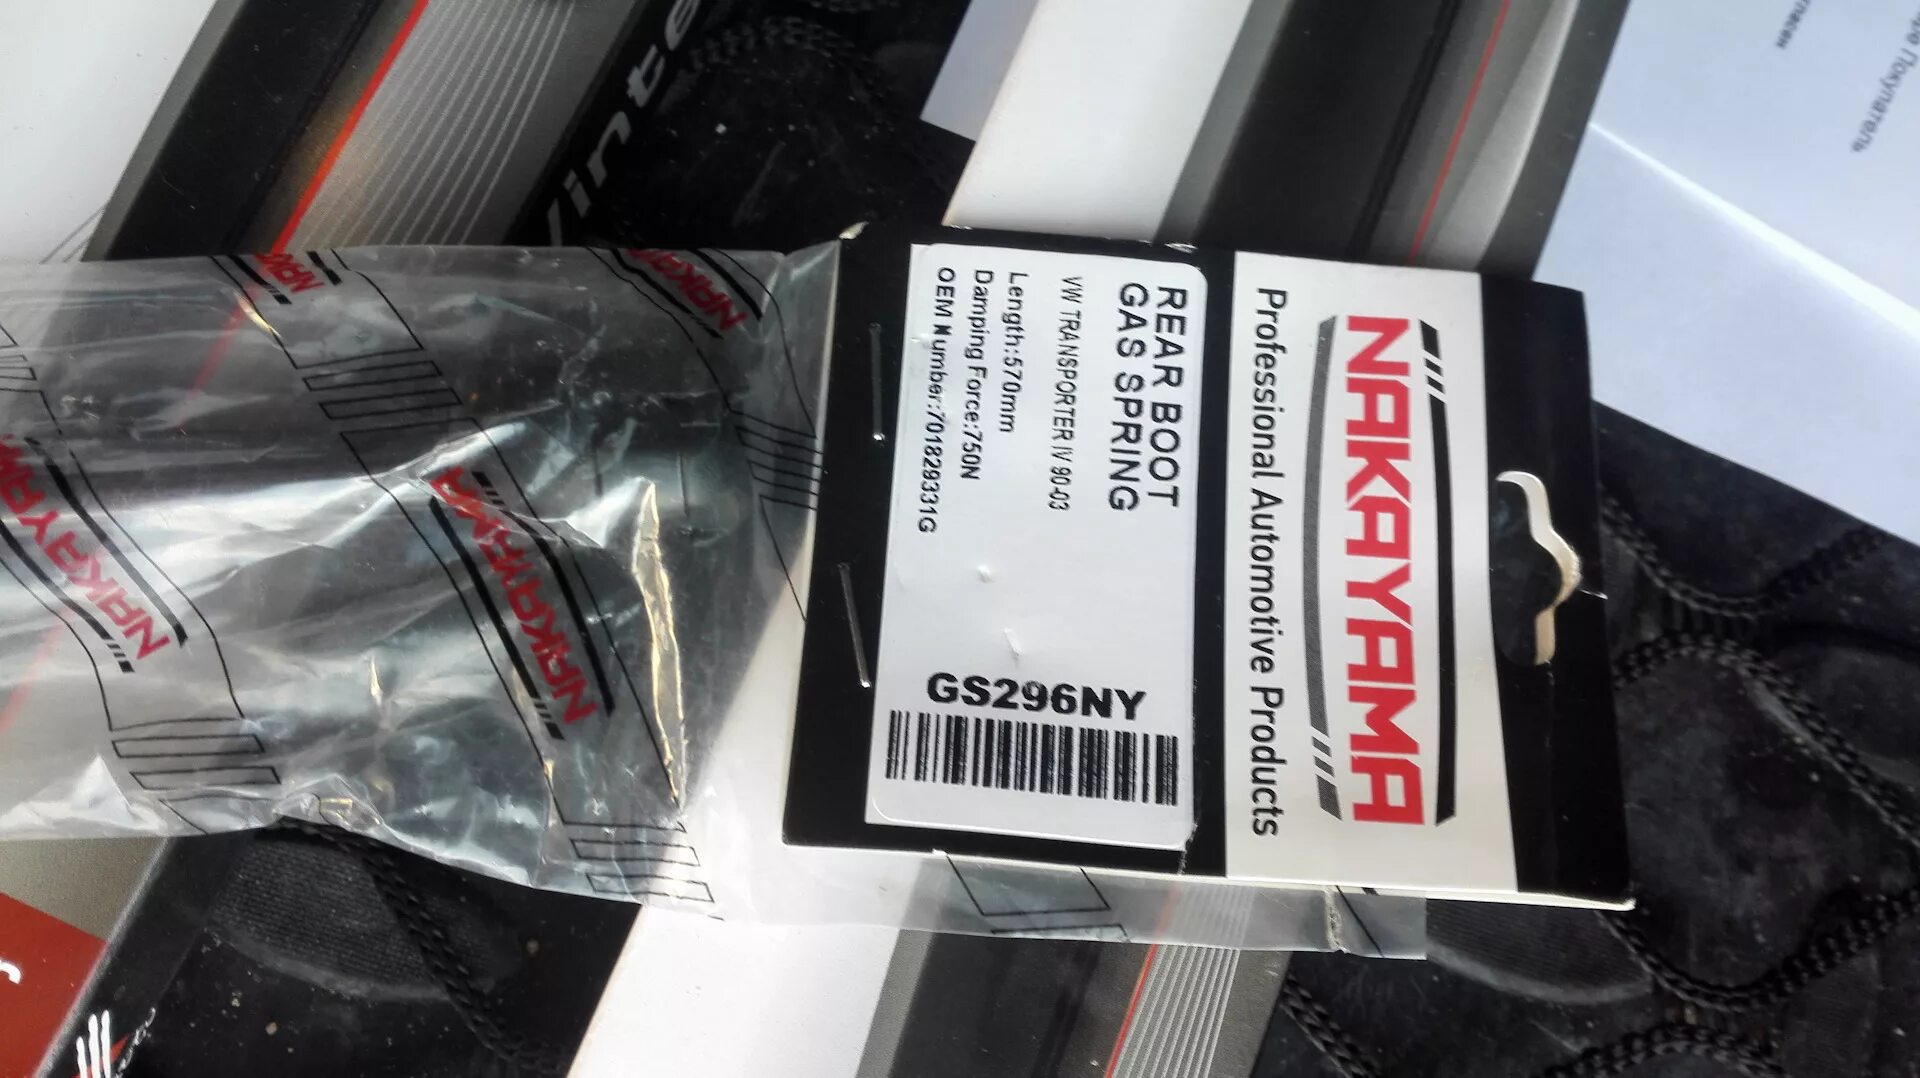 NAKAYAMA
Professional Automotive Products
REAR BOOT
GAS SPRING
VW TRANSPORTER IV 90-03
Length:570mm
Damping Force:750N
OEM Number:701829331G
GS296NY
NAKAYAMA
NAKAYAMA
NAKAYAMA
Покупатель